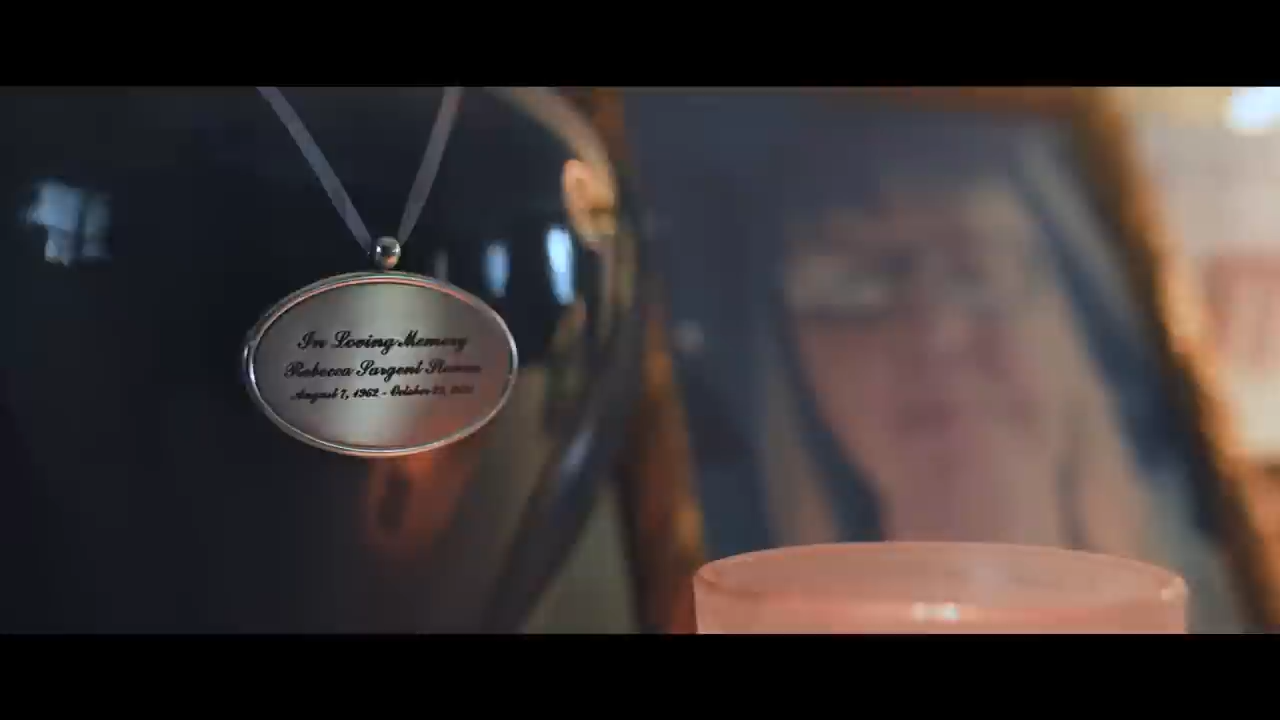 In Loving Memory
Rebecca Sargent
August 7, 1962 - October